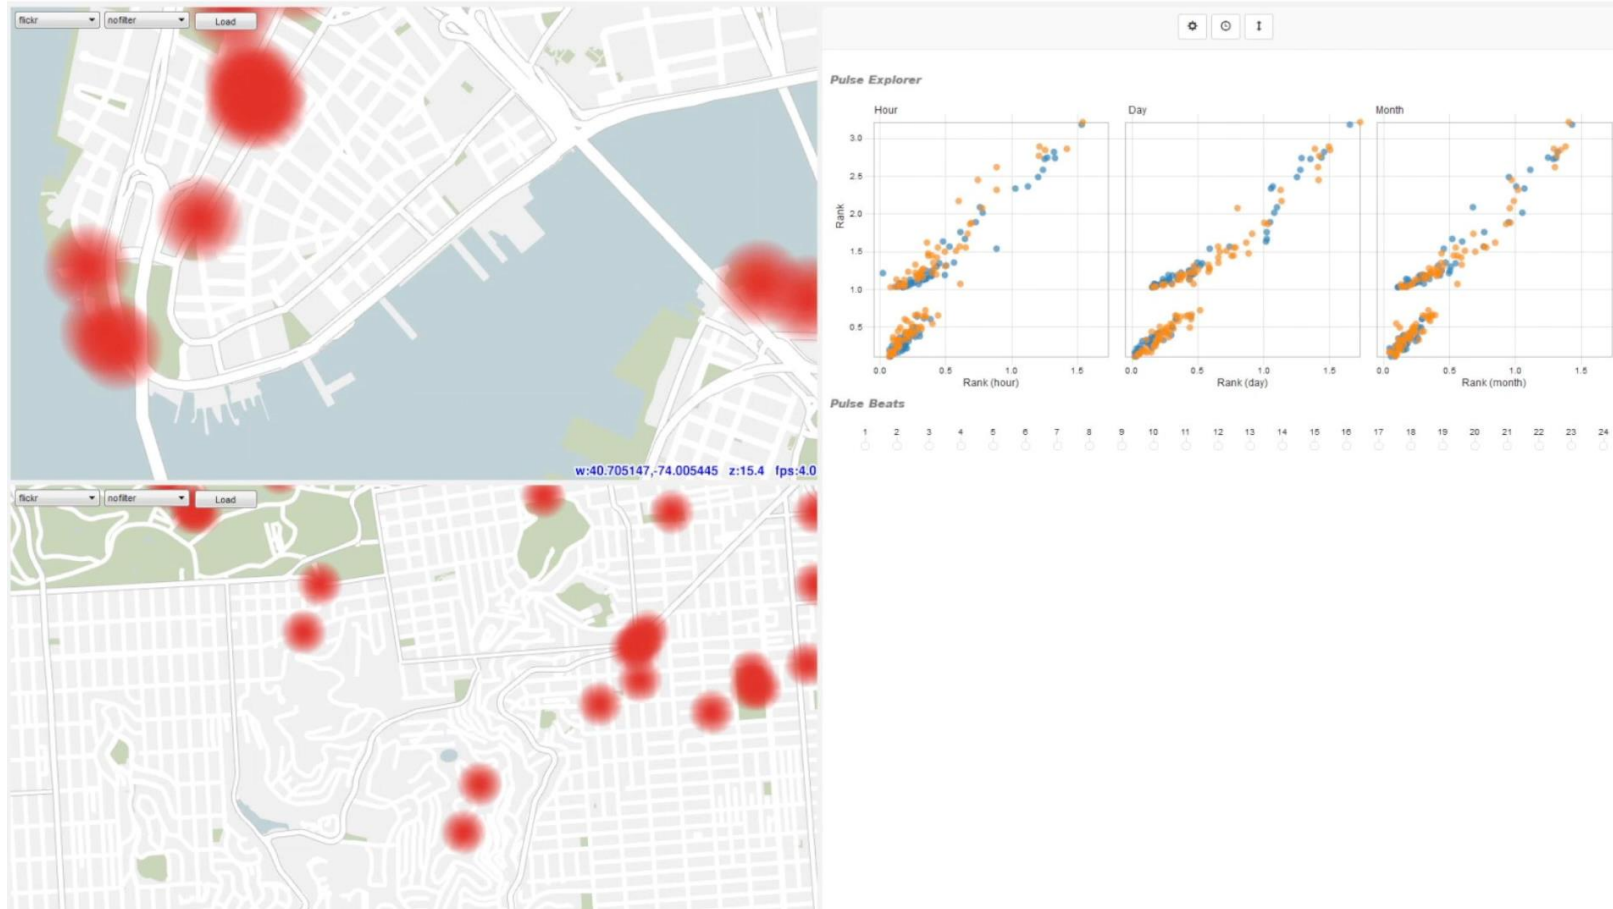 flickr nofilter Load
w:40.705147,-74.005445 z:15.4 fps:4.0
flickr nofilter Load
Pulse Explorer
Hour Day Month
Rank
3.0
2.5
2.0
1.5
1.0
0.5
0.0 0.5 1.0 1.5 0.0 0.5 1.0 1.5 0.0 0.5 1.0 1.5
Rank (hour) Rank (day) Rank (month)
Pulse Beats
1 2 3 4 5 6 7 8 9 10 11 12 13 14 15 16 17 18 19 20 21 22 23 24